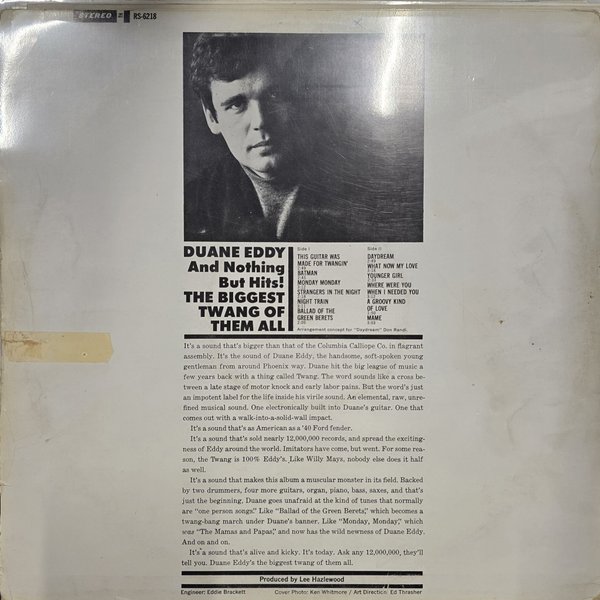 STEREO RS-6218
DUANE EDDY
And Nothing
But Hits!
THE BIGGEST
TWANG OF
THEM ALL
Side I
THIS GUITAR WAS
MADE FOR TWANGIN'
BATMAN
MONDAY MONDAY
STRANGERS IN THE NIGHT
NIGHT TRAIN
BALLAD OF THE
GREEN BERETS
Side II
DAYDREAM
WHAT NOW MY LOVE
YOUNGER GIRL
WHERE WERE YOU
WHEN I NEEDED YOU
A GROOVY KIND
OF LOVE
MAME
Arrangement concept for "Daydream" Don Randi.
It's a sound that's bigger than that of the Columbia Calliope Co. in flagrant
assembly. It's the sound of Duane Eddy, the handsome, soft-spoken young
gentleman from around Phoenix way. Duane hit the big league of music a
few years back with a thing called Twang. The word sounds like a cross be-
tween a late stage of motor knock and early labor pains. But the word's just
an impotent label for the life inside his virile sound. An elemental, raw, unre-
fined musical sound. One electronically built into Duane's guitar. One that
comes out with a walk-into-a-solid-wall impact.
It's a sound that's as American as a '40 Ford fender.
It's a sound that's sold nearly 12,000,000 records, and spread the exciting-
ness of Eddy around the world. Imitators have come, but went. For some rea-
son, the Twang is 100% Eddy's. Like Willy Mays, nobody else does it half
as well.
It's a sound that makes this album a muscular monster in its field. Backed
by two drummers, four more guitars, organ, piano, bass, saxes, and that's
just the beginning, Duane goes unafraid at the kind of tunes that normally
are "one person songs." Like "Ballad of the Green Berets," which becomes a
twang-bang march under Duane's banner. Like "Monday, Monday," which
was "The Mamas and Papas," and now has the wild newness of Duane Eddy.
And on and on.
It's a sound that's alive and kicky. It's today. Ask any 12,000,000, they'll
tell you. Duane Eddy's the biggest twang of them all.
Produced by Lee Hazlewood
Engineer: Eddie Brackett Cover Photo: Ken Whitmore / Art Direction: Ed Thrasher